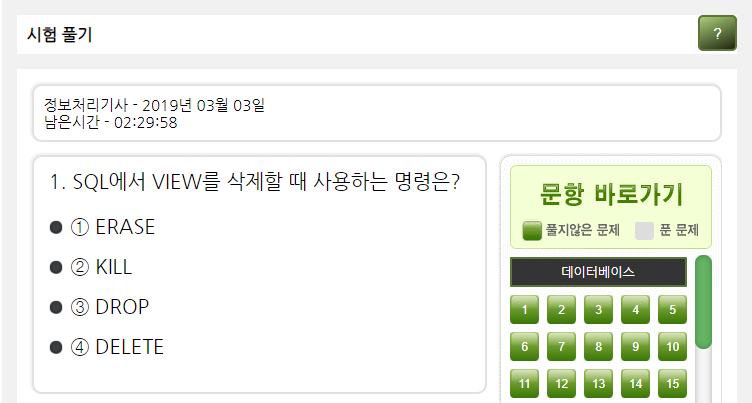 시험 풀기
?
정보처리기사 - 2019년 03월 03일
남은시간 - 02:29:58
1. SQL에서 VIEW를 삭제할 때 사용하는 명령은?
① ERASE
② KILL
③ DROP
④ DELETE
문항 바로가기
풀지않은 문제 푼 문제
데이터베이스
1 2 3 4 5
6 7 8 9 10
11 12 13 14 15